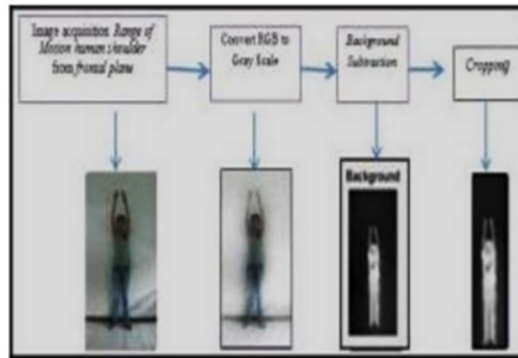 Image acquisition Range of
Motion human shoulder
from frontal plane
Convert RGB to
Gray Scale
Background
Subtraction
Cropping
Background